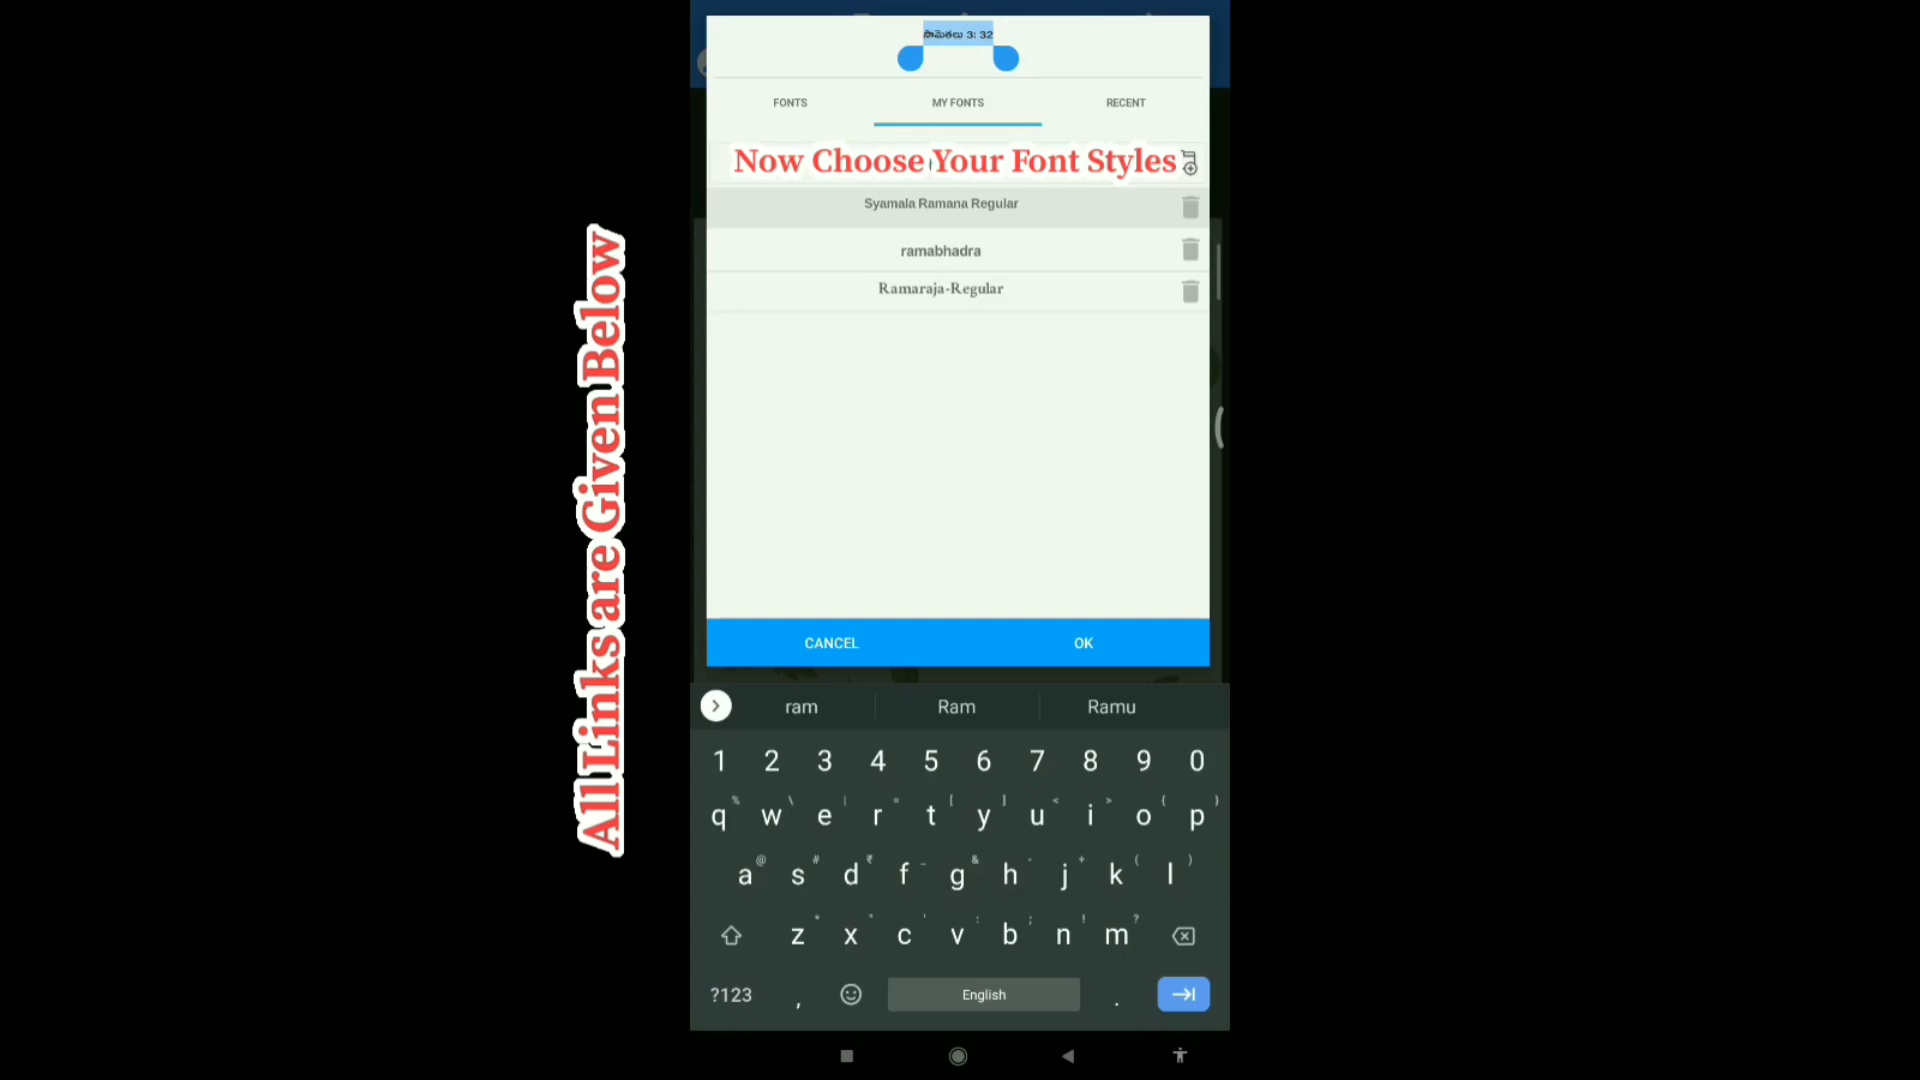 సామెతలు 3: 32
FONTS MY FONTS RECENT
Now Choose Your Font Styles
Syamala Ramana Regular
ramabhadra
Ramaraja-Regular
All Links are Given Below
CANCEL OK
ram Ram Ramu
1 2 3 4 5 6 7 8 9 0
q w e r t y u i o p
a s d f g h j k l
z x c v b n m
?123 , English .